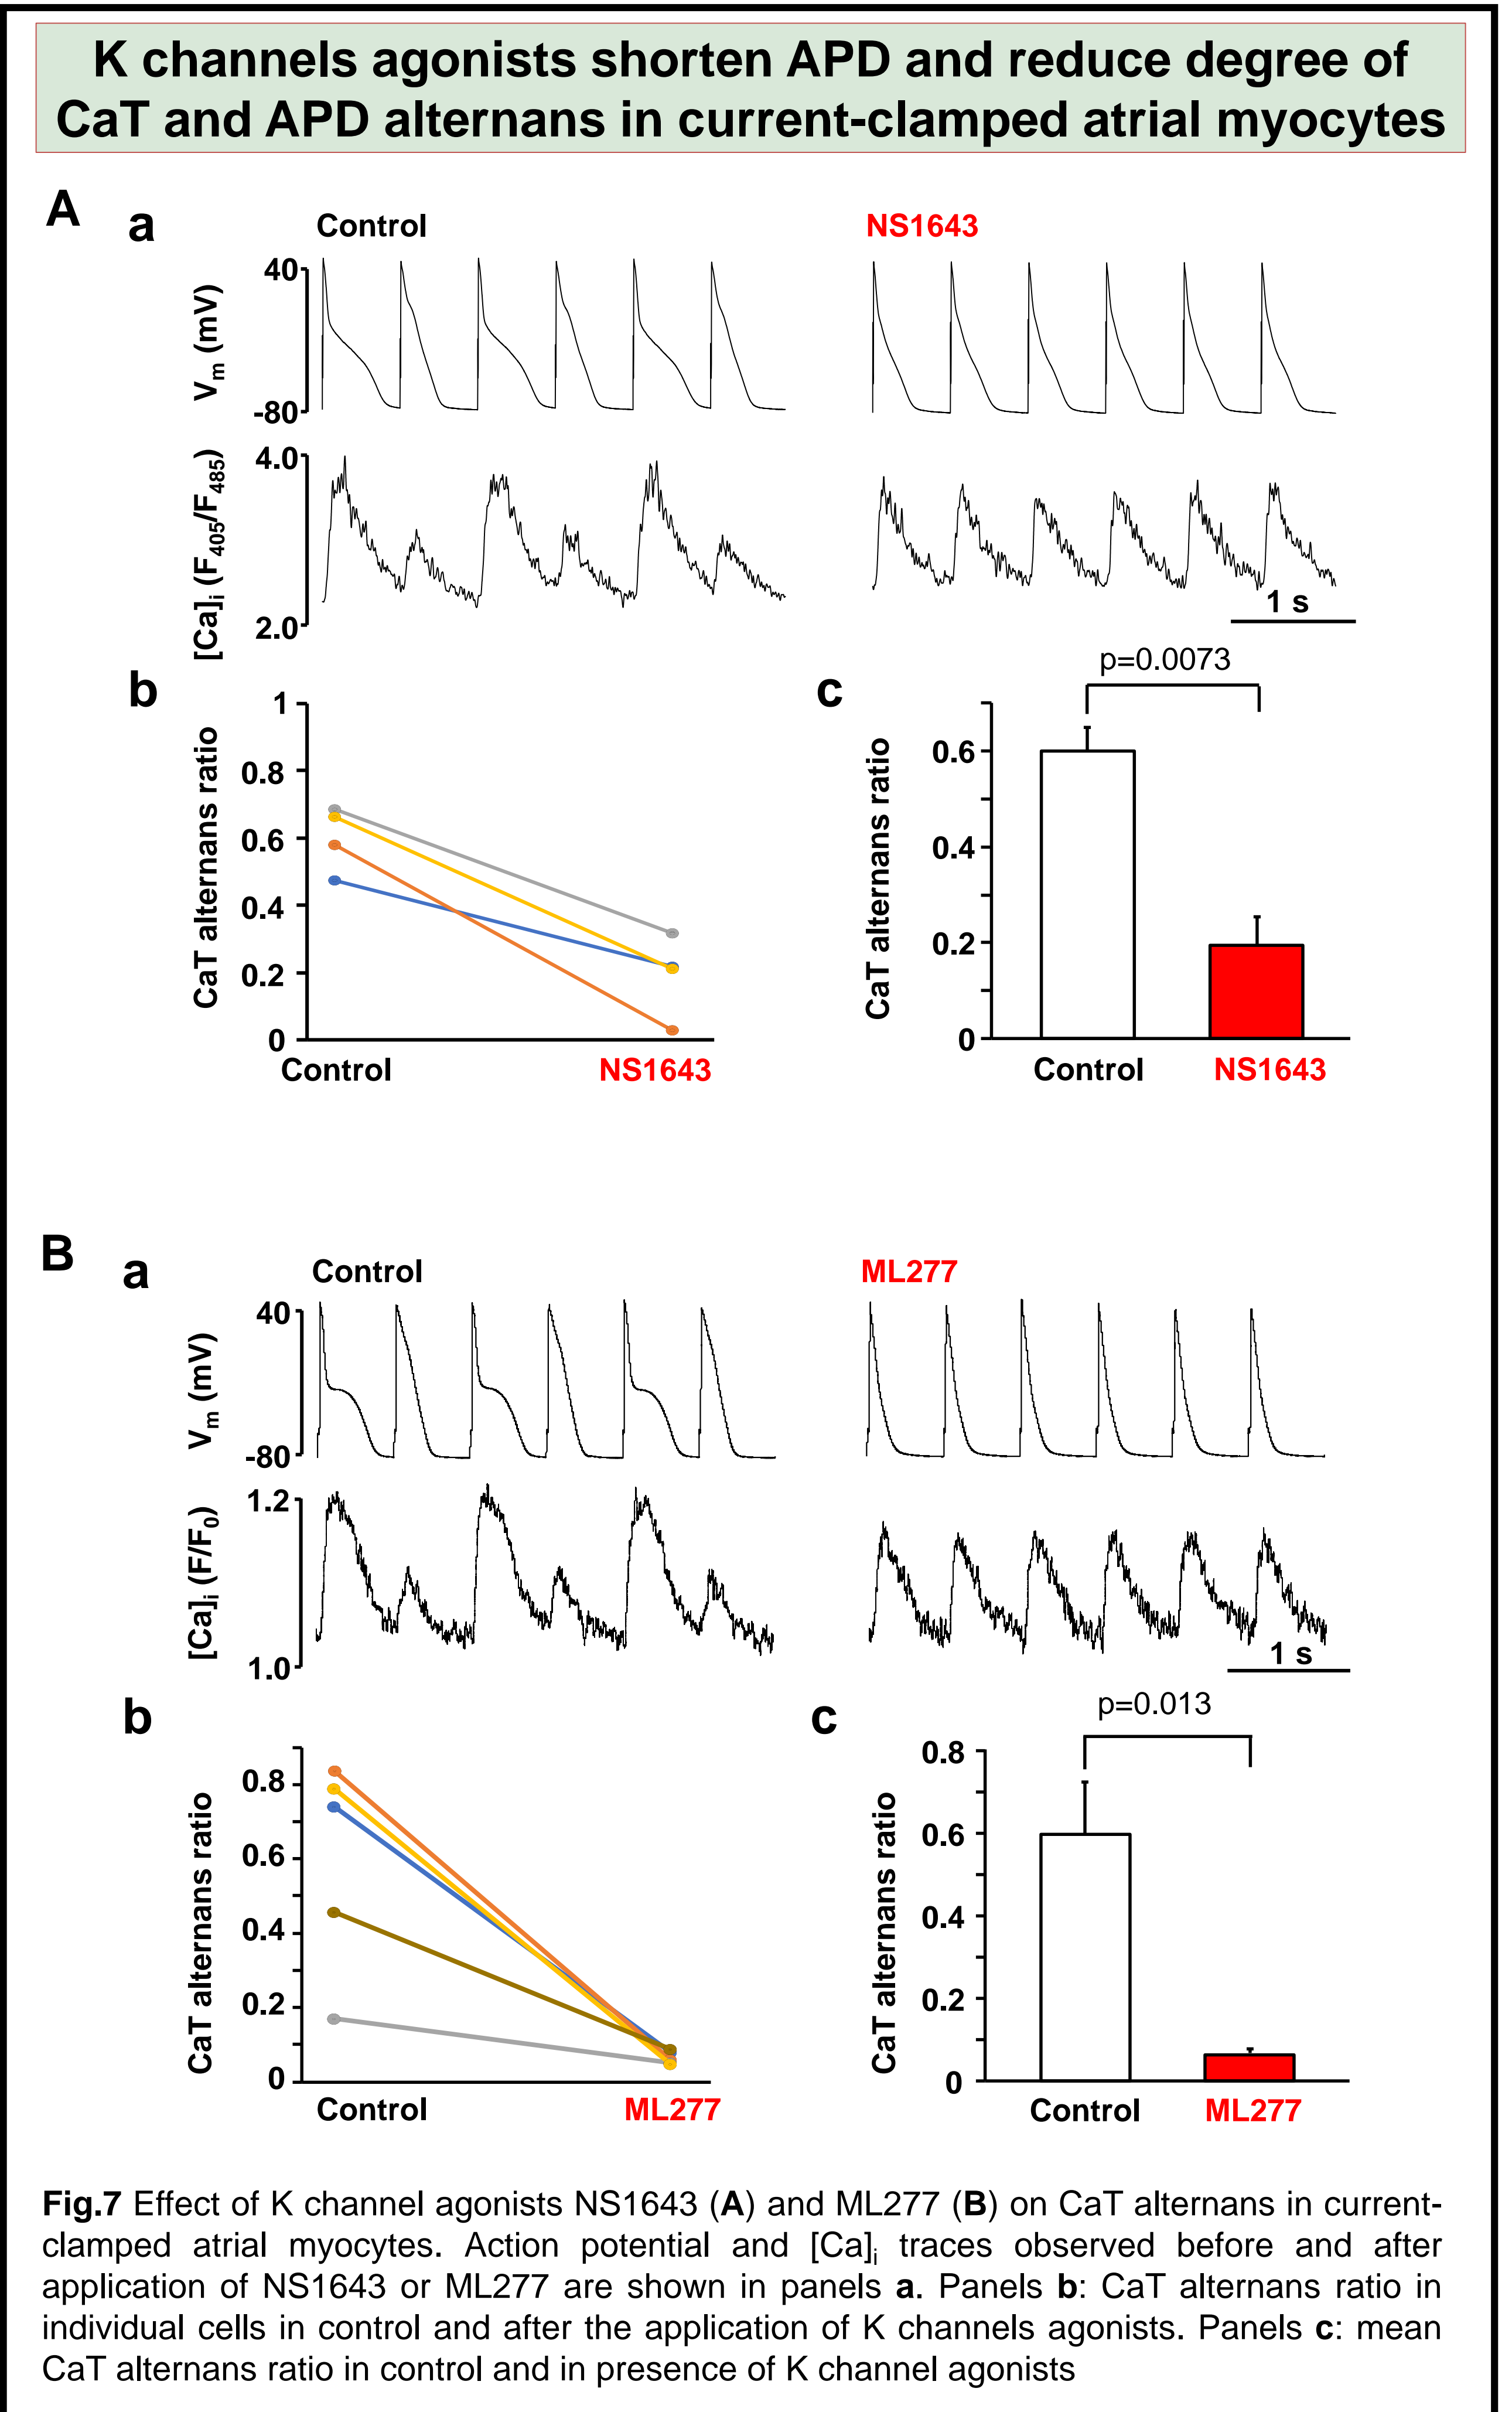 K channels agonists shorten APD and reduce degree of
CaT and APD alternans in current-clamped atrial myocytes
A
a
Control
NS1643
Vm (mV)
40
-80
[Ca]i (F405/F485)
4.0
2.0
1 s
b
CaT alternans ratio
1
0.8
0.6
0.4
0.2
0
Control
NS1643
c
p=0.0073
CaT alternans ratio
0.6
0.4
0.2
0
Control
NS1643
B
a
Control
ML277
Vm (mV)
40
-80
[Ca]i (F/F0)
1.2
1.0
1 s
b
CaT alternans ratio
0.8
0.6
0.4
0.2
0
Control
ML277
c
p=0.013
CaT alternans ratio
0.8
0.6
0.4
0.2
0
Control
ML277
Fig.7 Effect of K channel agonists NS1643 (A) and ML277 (B) on CaT alternans in current-
clamped atrial myocytes. Action potential and [Ca]i traces observed before and after
application of NS1643 or ML277 are shown in panels a. Panels b: CaT alternans ratio in
individual cells in control and after the application of K channels agonists. Panels c: mean
CaT alternans ratio in control and in presence of K channel agonists